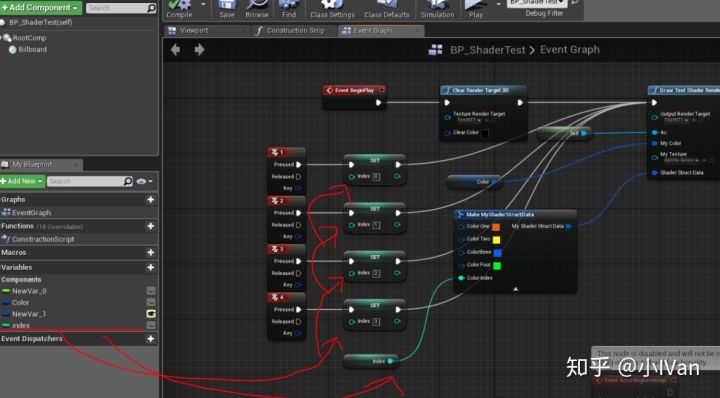 Add Component
Search
Compile
Save
Browse
Find
Class Settings
Class Defaults
Simulation
Play
BP_ShaderTest
Debug Filter
BP_ShaderTest(self)
RootComp
Billboard
Viewport
Construction Scrip
Event Graph
BP_ShaderTest > Event Graph
Event BeginPlay
Clear Render Target 2D
Texture Render Target
Clear Color
Draw Text Shader Render
Output Render Target
Ac
My Color
My Texture
Shader Struct Data
Self
Color
1
Pressed
Released
Key
SET
Index 0
2
Pressed
Released
Key
SET
Index 1
3
Pressed
Released
Key
SET
Index 2
4
Pressed
Released
Key
SET
Index 3
Index
Make MyShaderStructData
Color One
My Shader Struct Data
Color Two
Colorthree
Color Four
Color Index
My Blueprint
Add New
Search
Graphs
EventGraph
Functions (18 Overridable)
ConstructionScript
Macros
Variables
Components
NewVar_0
Color
NewVar_1
index
Event Dispatchers
This node is disabled and will not be
Event ActorBeginOverlap
知乎 @小IVan